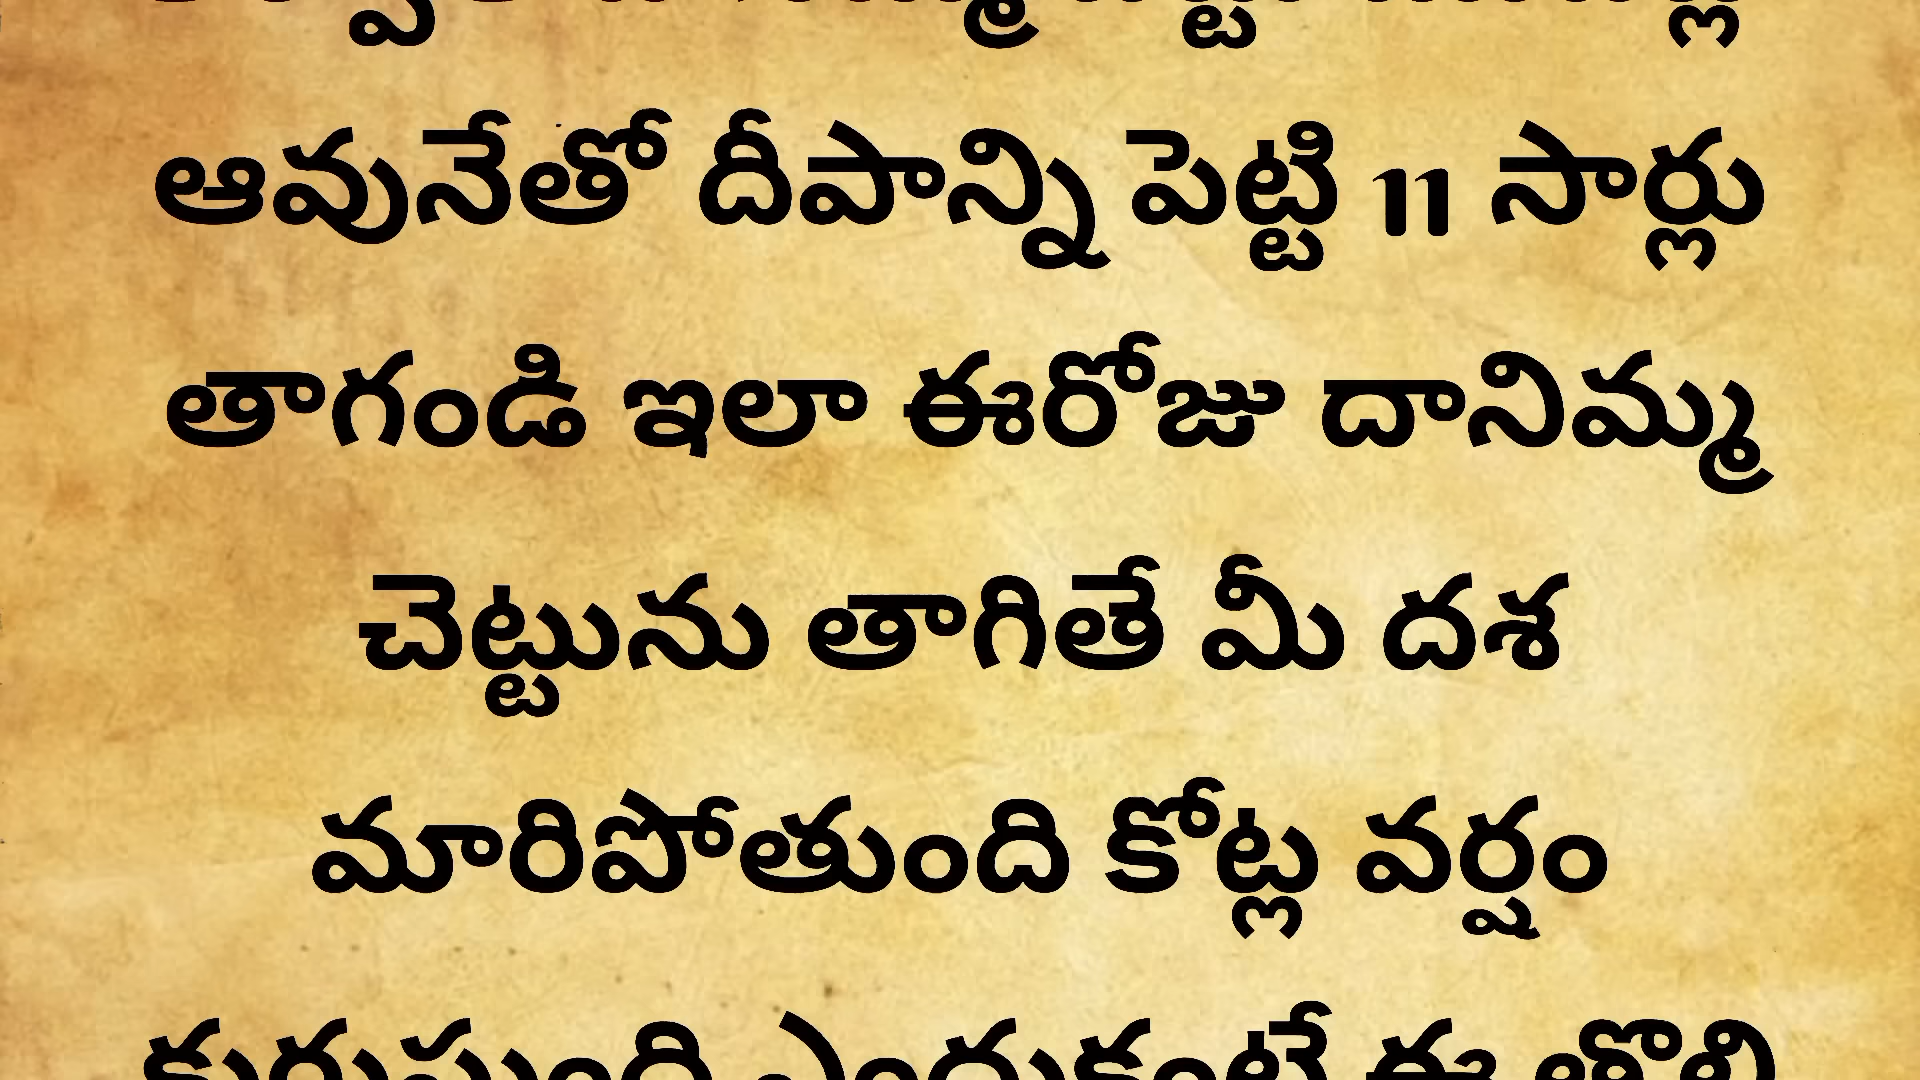 ఆవునేతో దీపాన్ని పెట్టి 11 సార్లు
తాగండి ఇలా ఈరోజు దానిమ్మ
చెట్టును తాగితే మీ దశ
మారిపోతుంది కోట్ల వర్షం
కురుస్తుంది ఎందుకంటే ఈ తొలి